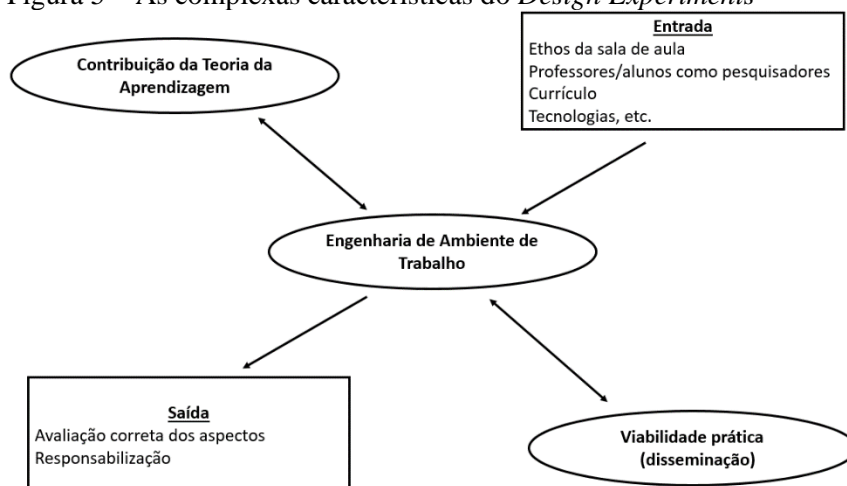 Figura 3 – As complexas características do Design Experiments
Contribuição da Teoria da
Aprendizagem
Entrada
Ethos da sala de aula
Professores/alunos como pesquisadores
Currículo
Tecnologias, etc.
Engenharia de Ambiente de
Trabalho
Saída
Avaliação correta dos aspectos
Responsabilização
Viabilidade prática
(disseminação)